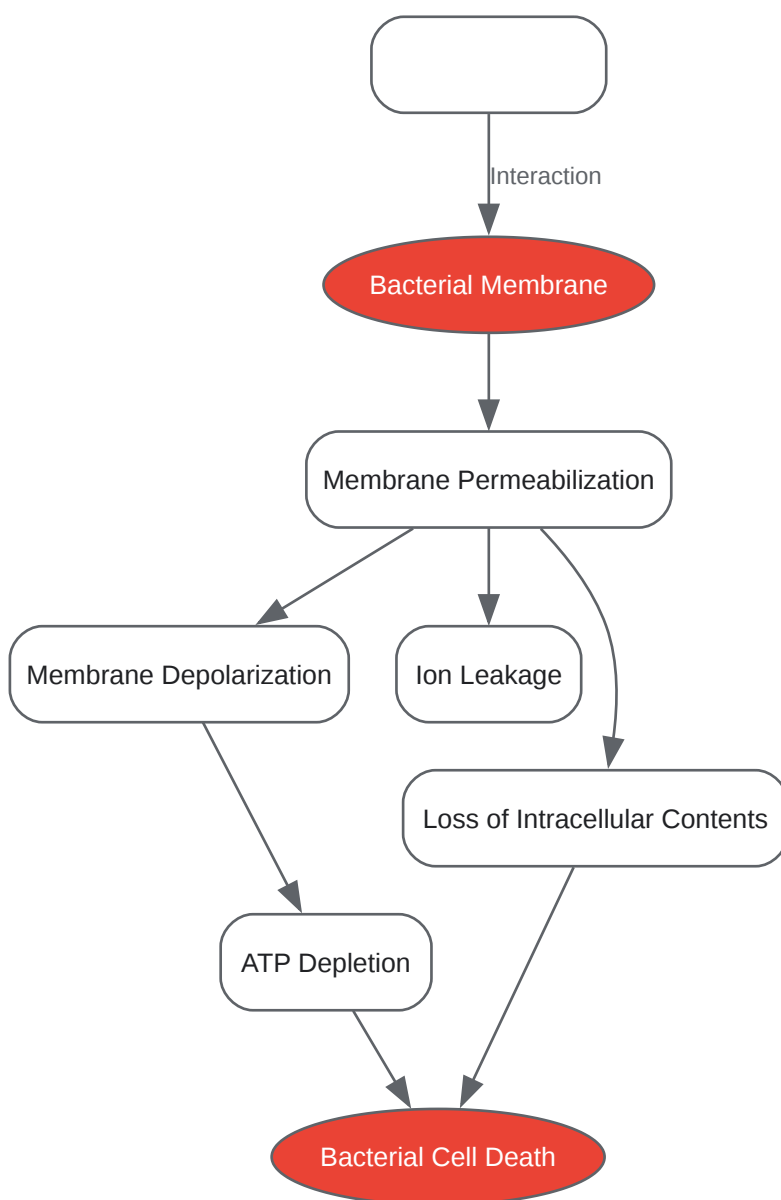 Interaction
Bacterial Membrane
Membrane Permeabilization
Membrane Depolarization
Ion Leakage
Loss of Intracellular Contents
ATP Depletion
Bacterial Cell Death